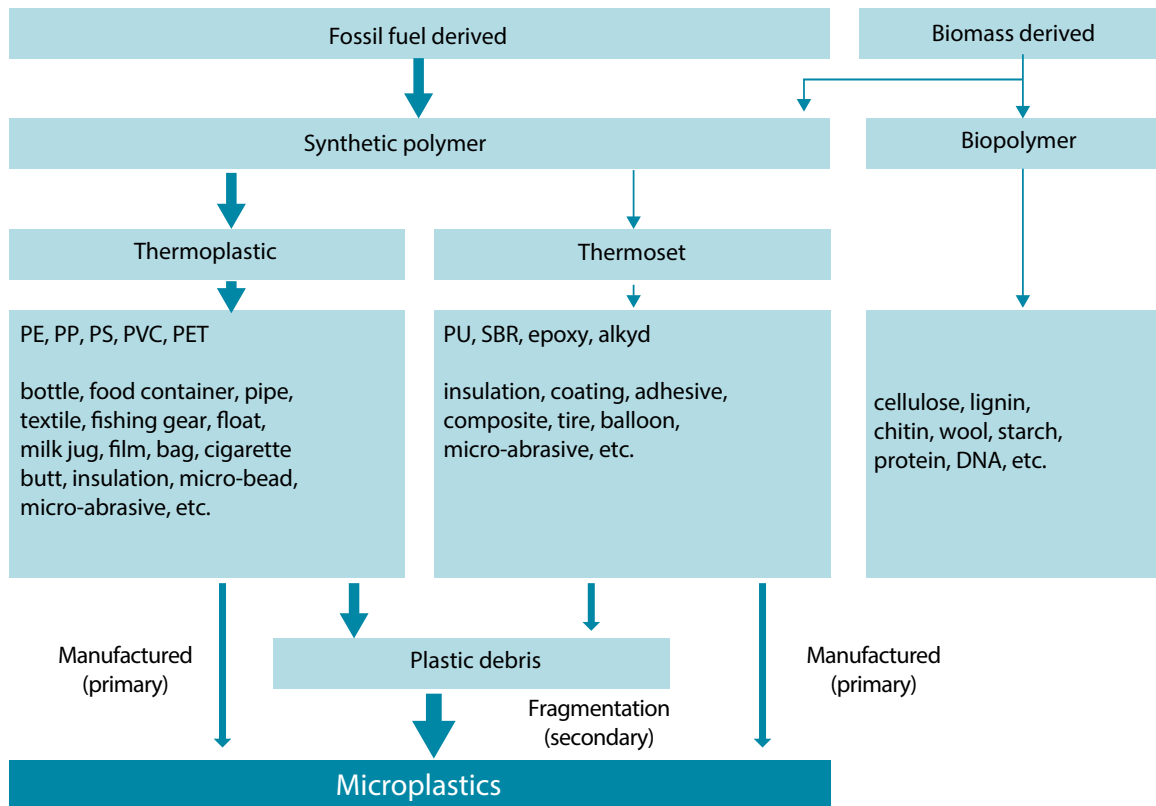 Fossil fuel derived
Biomass derived
Synthetic polymer
Biopolymer
Thermoplastic
Thermoset
PE, PP, PS, PVC, PET
bottle, food container, pipe,
textile, fishing gear, float,
milk jug, film, bag, cigarette
butt, insulation, micro-bead,
micro-abrasive, etc.
PU, SBR, epoxy, alkyd
insulation, coating, adhesive,
composite, tire, balloon,
micro-abrasive, etc.
cellulose, lignin,
chitin, wool, starch,
protein, DNA, etc.
Manufactured
(primary)
Plastic debris
Fragmentation
(secondary)
Manufactured
(primary)
Microplastics